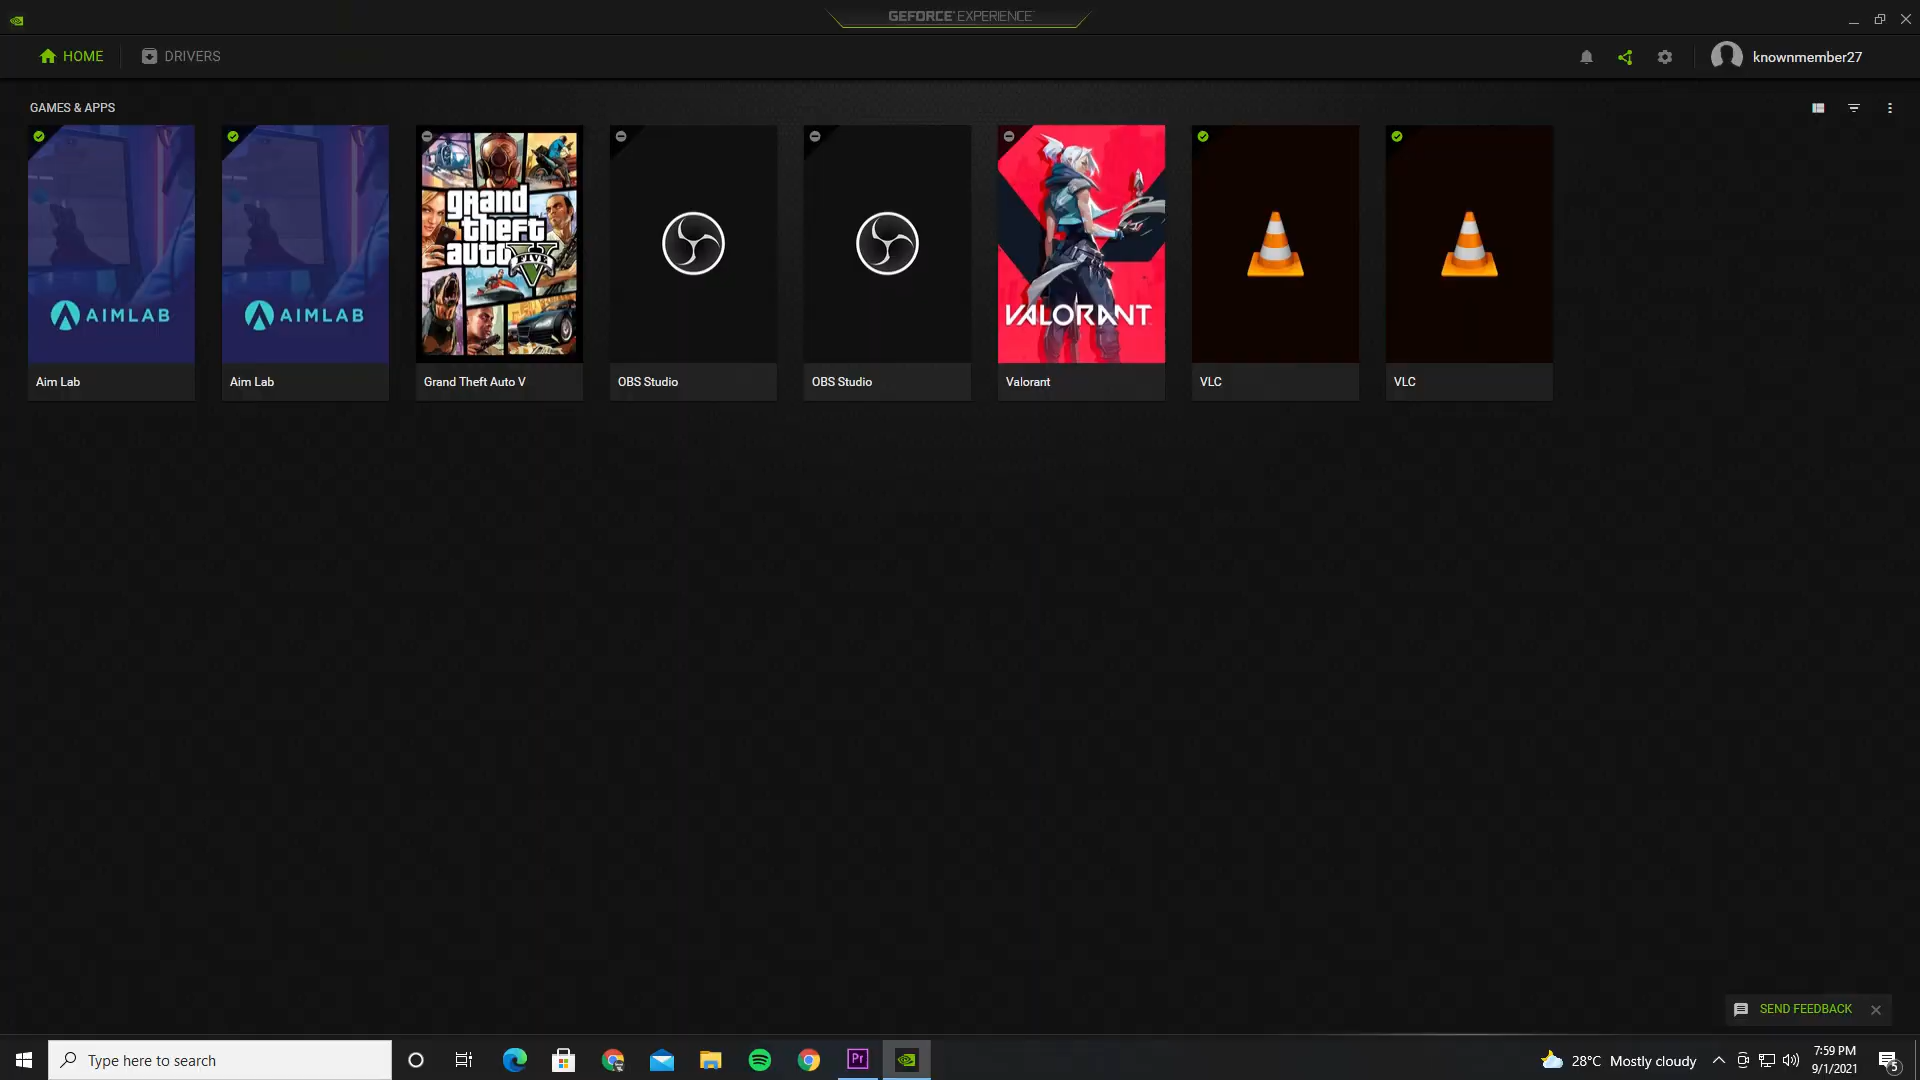 GEFORCE EXPERIENCE
HOME
DRIVERS
knownmember27
GAMES & APPS
AIMLAB
AIMLAB
grand
theft
auto
FIVE
VALORANT
Aim Lab
Aim Lab
Grand Theft Auto V
OBS Studio
OBS Studio
Valorant
VLC
VLC
SEND FEEDBACK
Type here to search
Pr
28°C Mostly cloudy
7:59 PM
9/1/2021
5